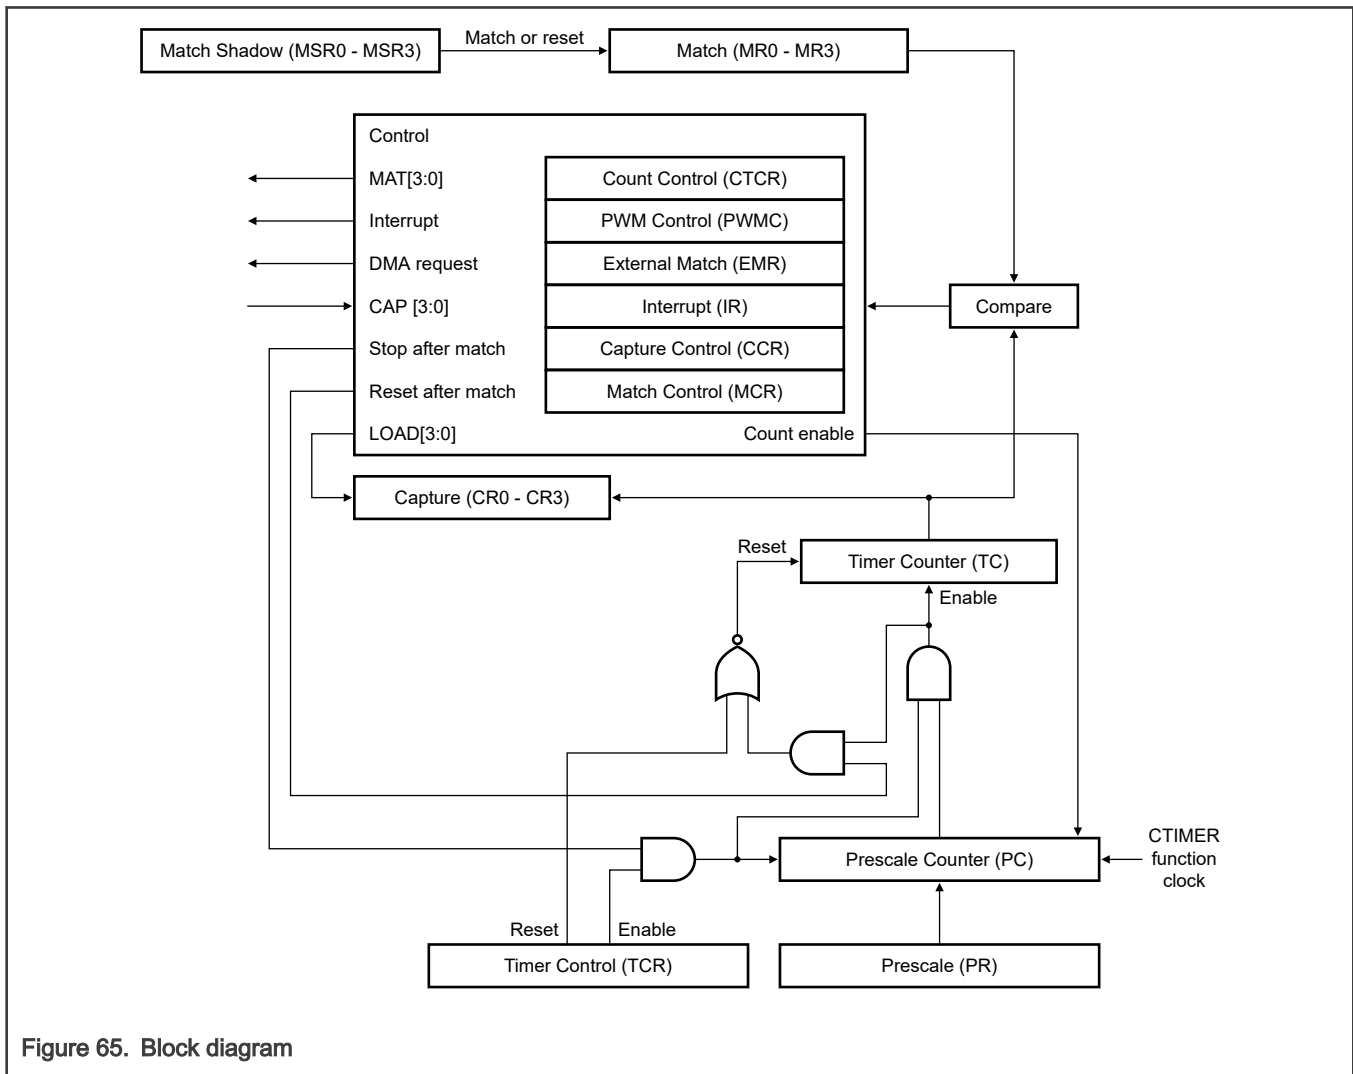 Match Shadow (MSR0 - MSR3)
Match or reset
Match (MR0 - MR3)
Control
MAT[3:0]
Count Control (CTCR)
Interrupt
PWM Control (PWMC)
DMA request
External Match (EMR)
CAP [3:0]
Interrupt (IR)
Compare
Stop after match
Capture Control (CCR)
Reset after match
Match Control (MCR)
LOAD[3:0]
Count enable
Capture (CR0 - CR3)
Reset
Timer Counter (TC)
Enable
Prescale Counter (PC)
CTIMER
function
clock
Reset
Enable
Timer Control (TCR)
Prescale (PR)
Figure 65. Block diagram